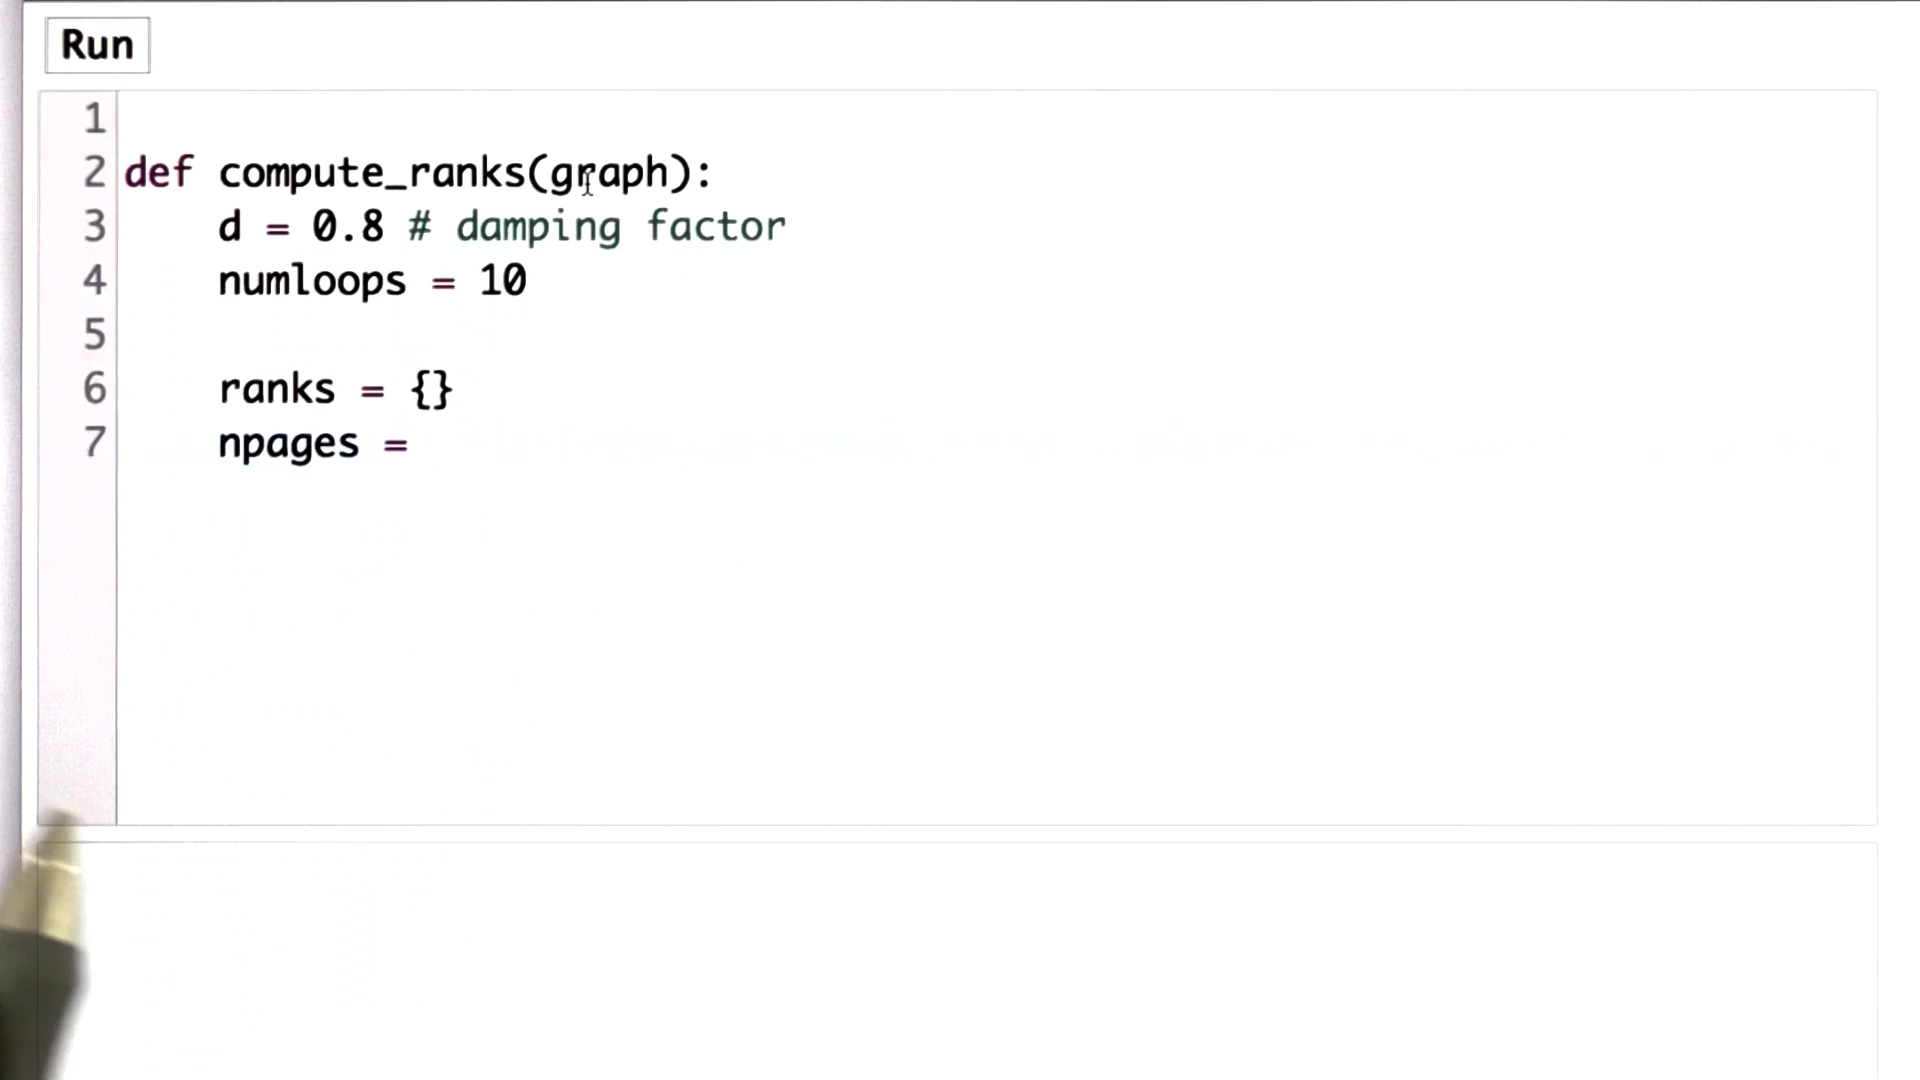 Run
1
2 def compute_ranks(graph):
3 d = 0.8 # damping factor
4 numloops = 10
5
6 ranks = {}
7 npages =